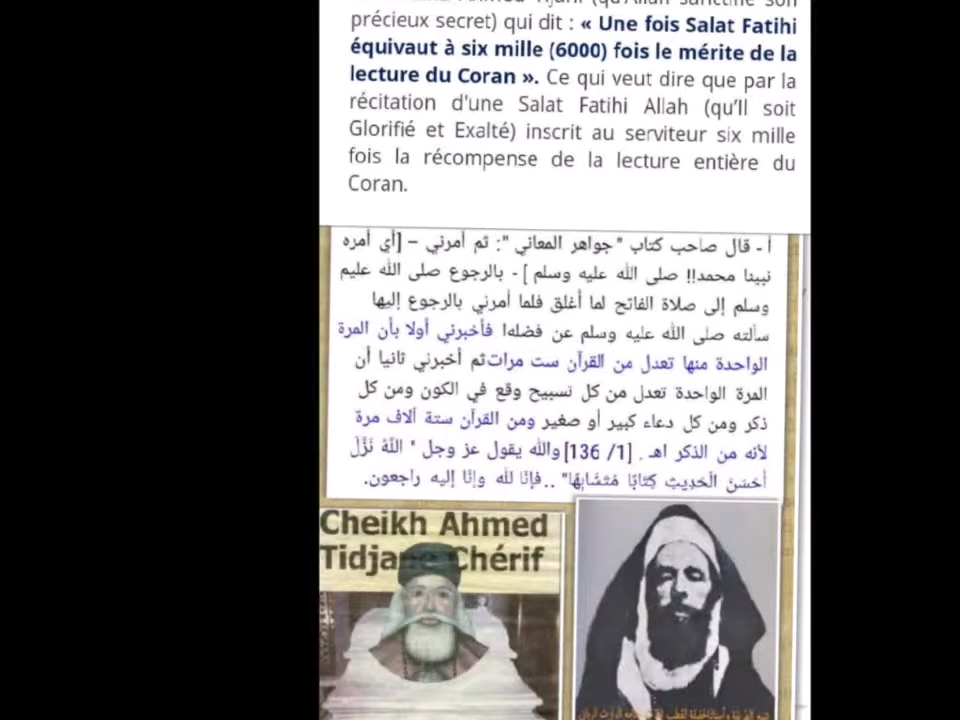 précieux secret) qui dit : « Une fois Salat Fatihi
équivaut à six mille (6000) fois le mérite de la
lecture du Coran ». Ce qui veut dire que par la
récitation d'une Salat Fatihi Allah (qu'Il soit
Glorifié et Exalté) inscrit au serviteur six mille
fois la récompense de la lecture entière du
Coran.
أ - قال صاحب كتاب "جواهر المعاني": ثم أمرني – [أي أمره
نبينا محمد!! صلى الله عليه وسلم ] - بالرجوع صلى الله عليم
وسلم إلى صلاة الفاتح لما أغلق فلما أمرني بالرجوع إليها
سألته صلى الله عليه وسلم عن فضلها فأخبرني أولا بأن المرة
الواحدة منها تعدل من القرآن ست مرات ثم أخبرني ثانيا أن
المرة الواحدة تعدل من كل تسبيح وقع في الكون ومن كل
ذكر ومن كل دعاء كبير أو صغير ومن القرآن ستة آلاف مرة
لأنه من الذكر اهـ . [1/ 136] والله يقول عز وجل " اللَّهُ نَزَّلَ
أَحْسَنَ الْحَدِيثِ كِتَابًا مُتَشَابِهًا" ..فإنا لله وإنا إليه راجعون.
Cheikh Ahmed
Tidjane Chérif